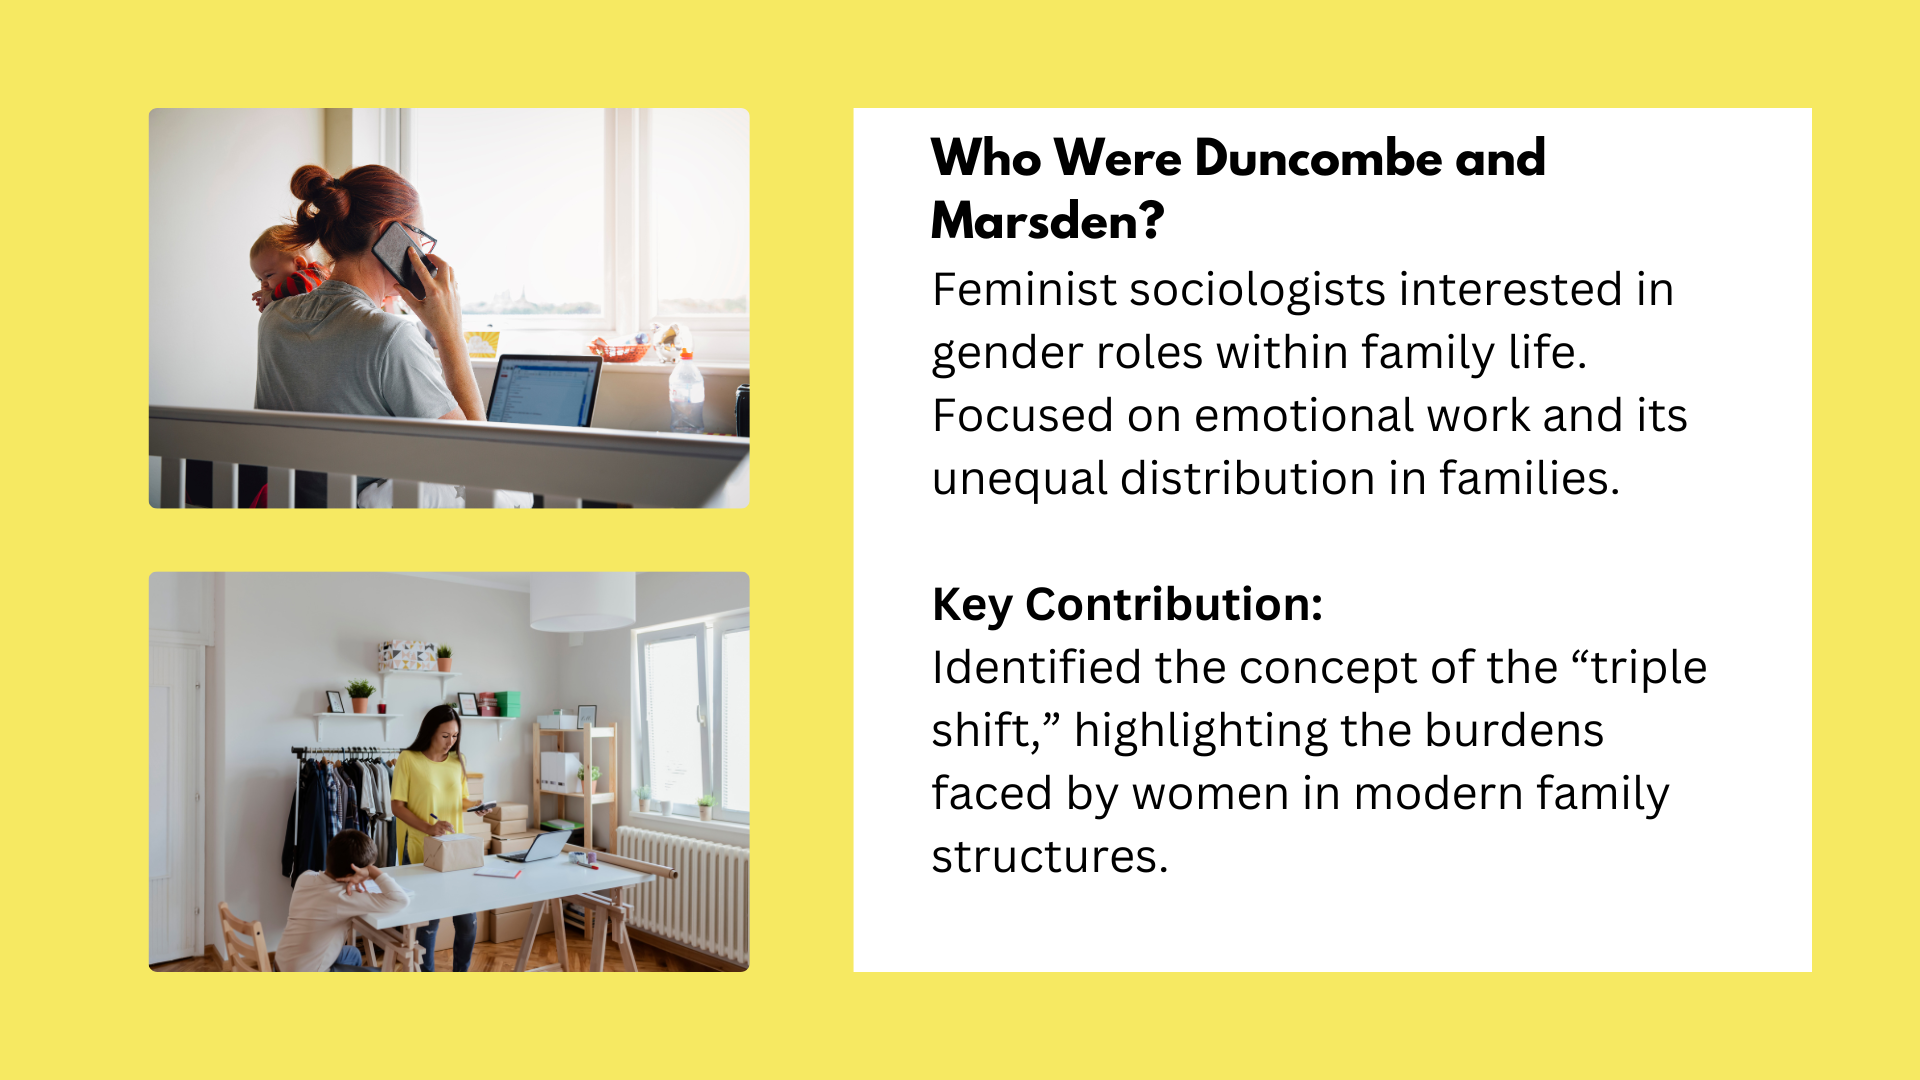 Who Were Duncombe and
Marsden?
Feminist sociologists interested in
gender roles within family life.
Focused on emotional work and its
unequal distribution in families.
Key Contribution:
Identified the concept of the “triple
shift,” highlighting the burdens
faced by women in modern family
structures.